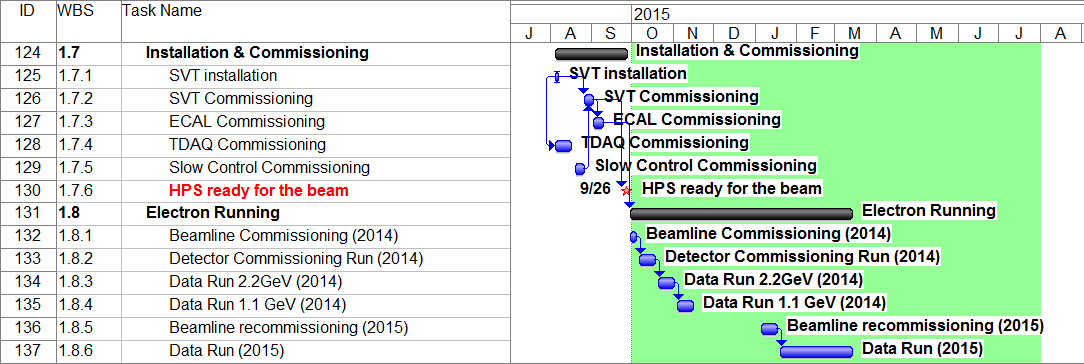 ID WBS Task Name 2015
J A S O N D J F M A M J J A
124 1.7 Installation & Commissioning Installation & Commissioning
125 1.7.1 SVT installation SVT installation
126 1.7.2 SVT Commissioning SVT Commissioning
127 1.7.3 ECAL Commissioning ECAL Commissioning
128 1.7.4 TDAQ Commissioning TDAQ Commissioning
129 1.7.5 Slow Control Commissioning Slow Control Commissioning
130 1.7.6 HPS ready for the beam 9/26 HPS ready for the beam
131 1.8 Electron Running Electron Running
132 1.8.1 Beamline Commissioning (2014) Beamline Commissioning (2014)
133 1.8.2 Detector Commissioning Run (2014) Detector Commissioning Run (2014)
134 1.8.3 Data Run 2.2GeV (2014) Data Run 2.2GeV (2014)
135 1.8.4 Data Run 1.1 GeV (2014) Data Run 1.1 GeV (2014)
136 1.8.5 Beamline recommissioning (2015) Beamline recommissioning (2015)
137 1.8.6 Data Run (2015) Data Run (2015)